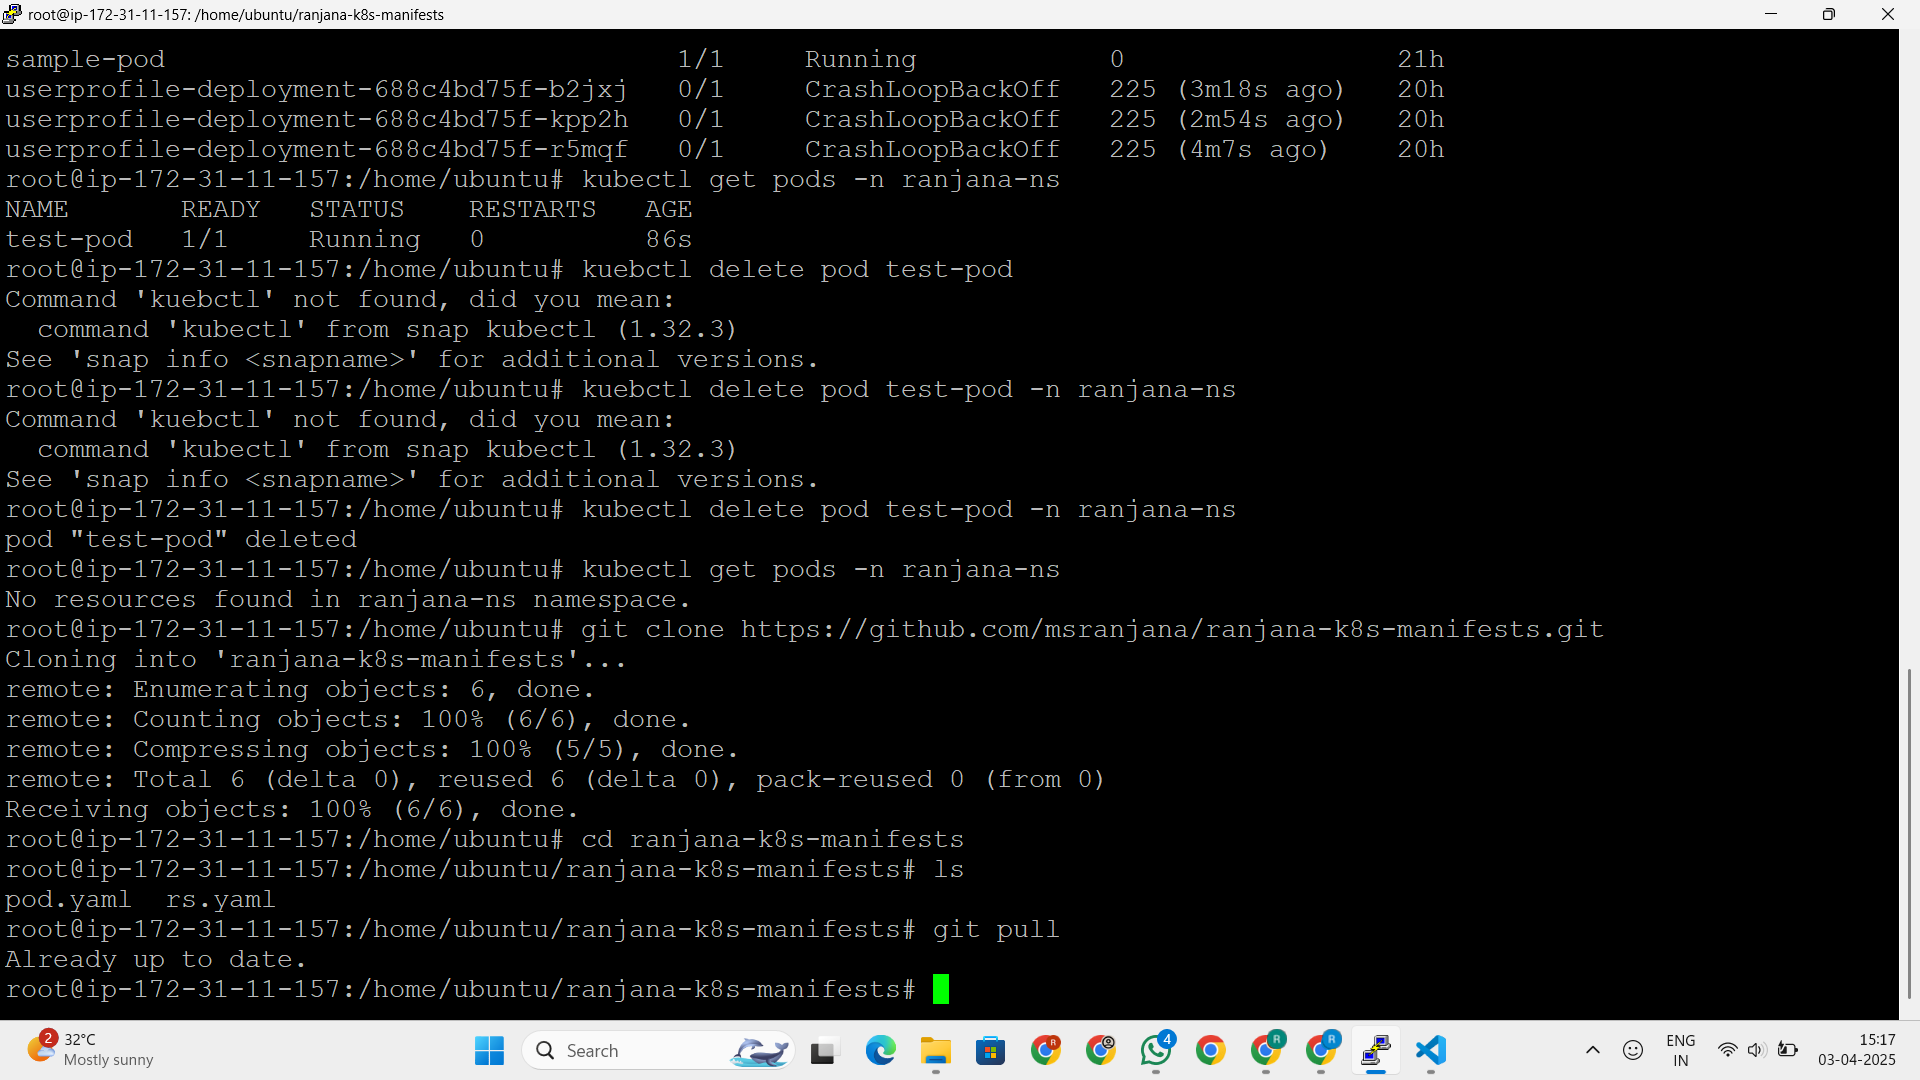 root@ip-172-31-11-157: /home/ubuntu/ranjana-k8s-manifests
sample-pod 1/1 Running 0 21h
userprofile-deployment-688c4bd75f-b2jxj 0/1 CrashLoopBackOff 225 (3m18s ago) 20h
userprofile-deployment-688c4bd75f-kpp2h 0/1 CrashLoopBackOff 225 (2m54s ago) 20h
userprofile-deployment-688c4bd75f-r5mqf 0/1 CrashLoopBackOff 225 (4m7s ago) 20h
root@ip-172-31-11-157:/home/ubuntu# kubectl get pods -n ranjana-ns
NAME READY STATUS RESTARTS AGE
test-pod 1/1 Running 0 86s
root@ip-172-31-11-157:/home/ubuntu# kuebctl delete pod test-pod
Command 'kuebctl' not found, did you mean:
command 'kubectl' from snap kubectl (1.32.3)
See 'snap info <snapname>' for additional versions.
root@ip-172-31-11-157:/home/ubuntu# kuebctl delete pod test-pod -n ranjana-ns
Command 'kuebctl' not found, did you mean:
command 'kubectl' from snap kubectl (1.32.3)
See 'snap info <snapname>' for additional versions.
root@ip-172-31-11-157:/home/ubuntu# kubectl delete pod test-pod -n ranjana-ns
pod "test-pod" deleted
root@ip-172-31-11-157:/home/ubuntu# kubectl get pods -n ranjana-ns
No resources found in ranjana-ns namespace.
root@ip-172-31-11-157:/home/ubuntu# git clone https://github.com/msranjana/ranjana-k8s-manifests.git
Cloning into 'ranjana-k8s-manifests'...
remote: Enumerating objects: 6, done.
remote: Counting objects: 100% (6/6), done.
remote: Compressing objects: 100% (5/5), done.
remote: Total 6 (delta 0), reused 6 (delta 0), pack-reused 0 (from 0)
Receiving objects: 100% (6/6), done.
root@ip-172-31-11-157:/home/ubuntu# cd ranjana-k8s-manifests
root@ip-172-31-11-157:/home/ubuntu/ranjana-k8s-manifests# ls
pod.yaml rs.yaml
root@ip-172-31-11-157:/home/ubuntu/ranjana-k8s-manifests# git pull
Already up to date.
root@ip-172-31-11-157:/home/ubuntu/ranjana-k8s-manifests#
2 32°C
Mostly sunny
Search
R
4
R
R
ENG
IN
15:17
03-04-2025